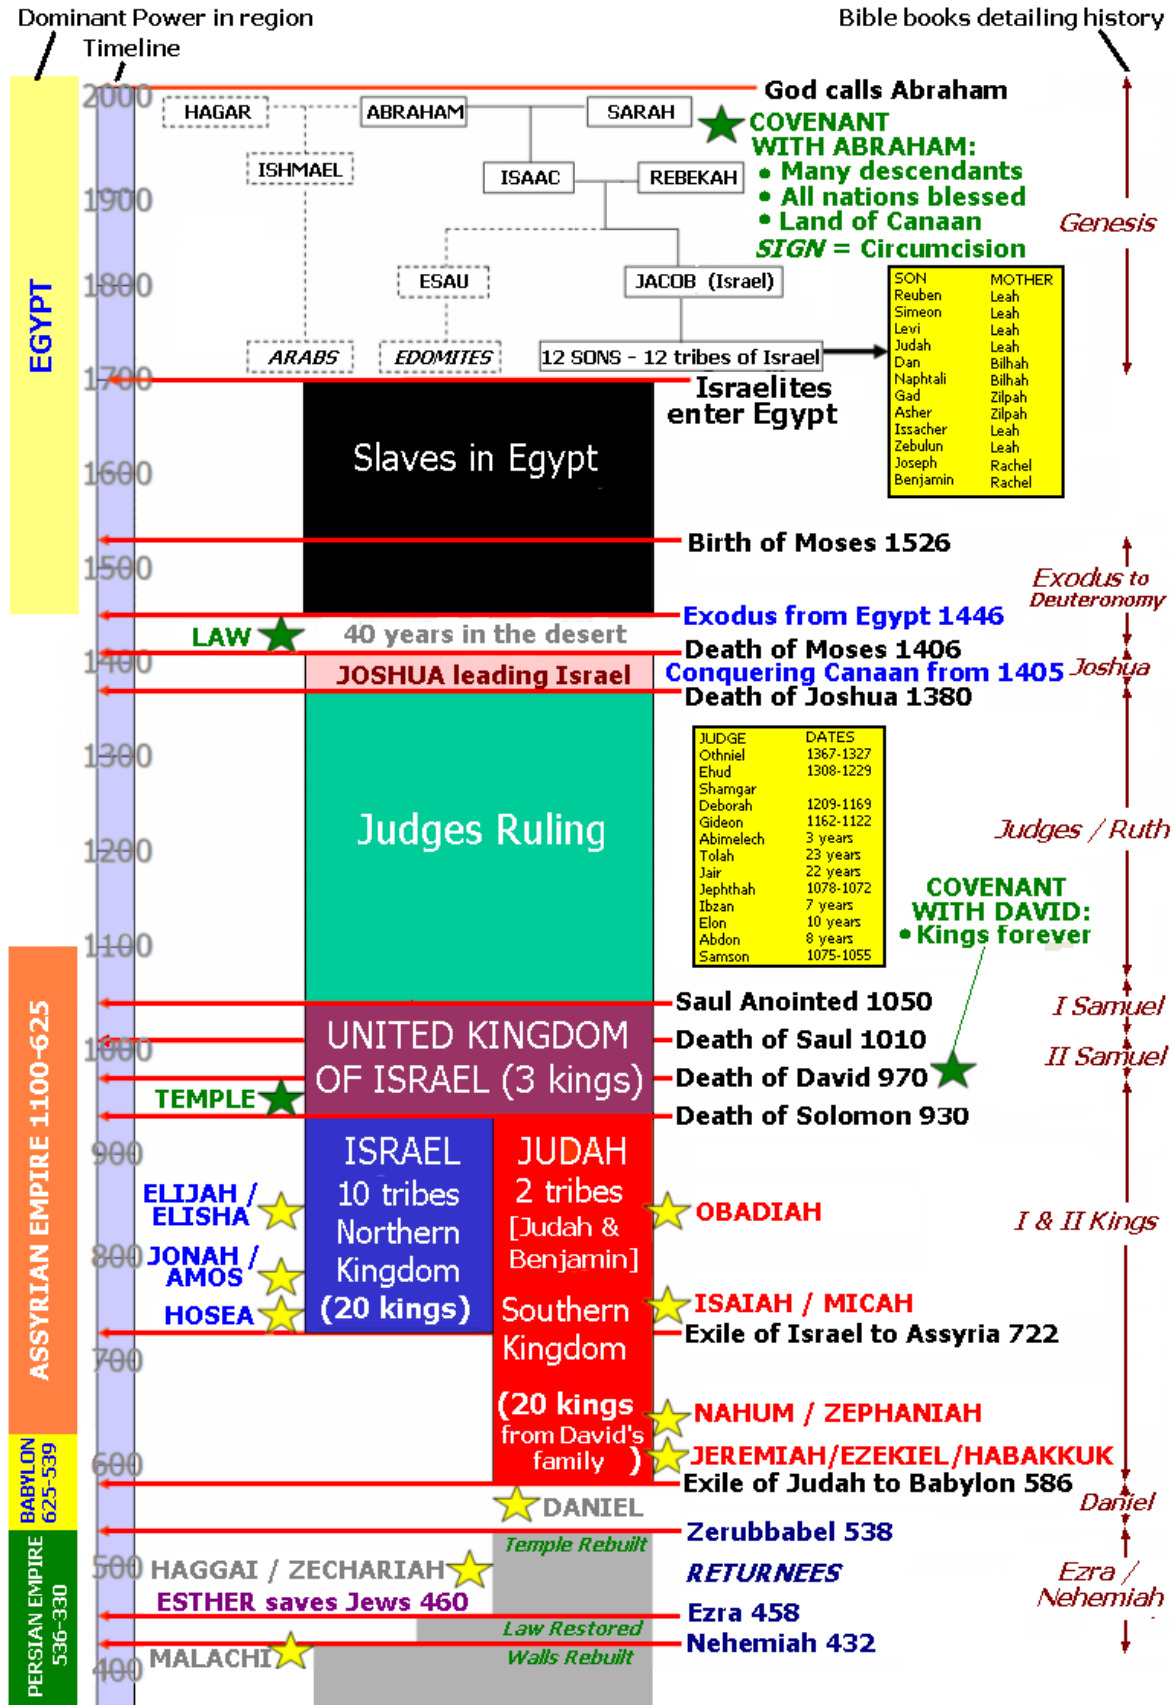 Dominant Power in region
Bible books detailing history
Timeline
2000
God calls Abraham
HAGAR
ABRAHAM
SARAH
COVENANT
WITH ABRAHAM:
• Many descendants
• All nations blessed
• Land of Canaan
SIGN = Circumcision
ISHMAEL
ISAAC
REBEKAH
1900
Genesis
ESAU
JACOB (Israel)
1800
EGYPT
ARABS
EDOMITES
12 SONS - 12 tribes of Israel
SON MOTHER
Reuben Leah
Simeon Leah
Levi Leah
Judah Leah
Dan Bilhah
Naphtali Bilhah
Gad Zilpah
Asher Zilpah
Issacher Leah
Zebulun Leah
Joseph Rachel
Benjamin Rachel
1700
Israelites
enter Egypt
Slaves in Egypt
1600
Birth of Moses 1526
1500
Exodus to
Deuteronomy
Exodus from Egypt 1446
LAW
40 years in the desert
Death of Moses 1406
1400
JOSHUA leading Israel
Conquering Canaan from 1405
Joshua
Death of Joshua 1380
1300
JUDGE DATES
Othniel 1367-1327
Ehud 1308-1229
Shamgar
Deborah 1209-1169
Gideon 1162-1122
Abimelech 3 years
Tolah 23 years
Jair 22 years
Jephthah 1078-1072
Ibzan 7 years
Elon 10 years
Abdon 8 years
Samson 1075-1055
Judges Ruling
Judges / Ruth
1200
COVENANT
WITH DAVID:
• Kings forever
1100
ASSYRIAN EMPIRE 1100-625
Saul Anointed 1050
I Samuel
UNITED KINGDOM
OF ISRAEL (3 kings)
1000
Death of Saul 1010
II Samuel
Death of David 970
TEMPLE
Death of Solomon 930
900
ISRAEL
10 tribes
Northern
Kingdom
(20 kings)
JUDAH
2 tribes
[Judah &
Benjamin]
Southern
Kingdom
(20 kings
from David's
family )
ELIJAH /
ELISHA
OBADIAH
I & II Kings
800
JONAH /
AMOS
HOSEA
ISAIAH / MICAH
Exile of Israel to Assyria 722
700
NAHUM / ZEPHANIAH
JEREMIAH/EZEKIEL/HABAKKUK
600
BABYLON
625-539
Exile of Judah to Babylon 586
DANIEL
Daniel
Zerubbabel 538
Temple Rebuilt
500
HAGGAI / ZECHARIAH
RETURNEES
Ezra /
Nehemiah
PERSIAN EMPIRE
536-330
ESTHER saves Jews 460
Ezra 458
Law Restored
Nehemiah 432
MALACHI
Walls Rebuilt
400